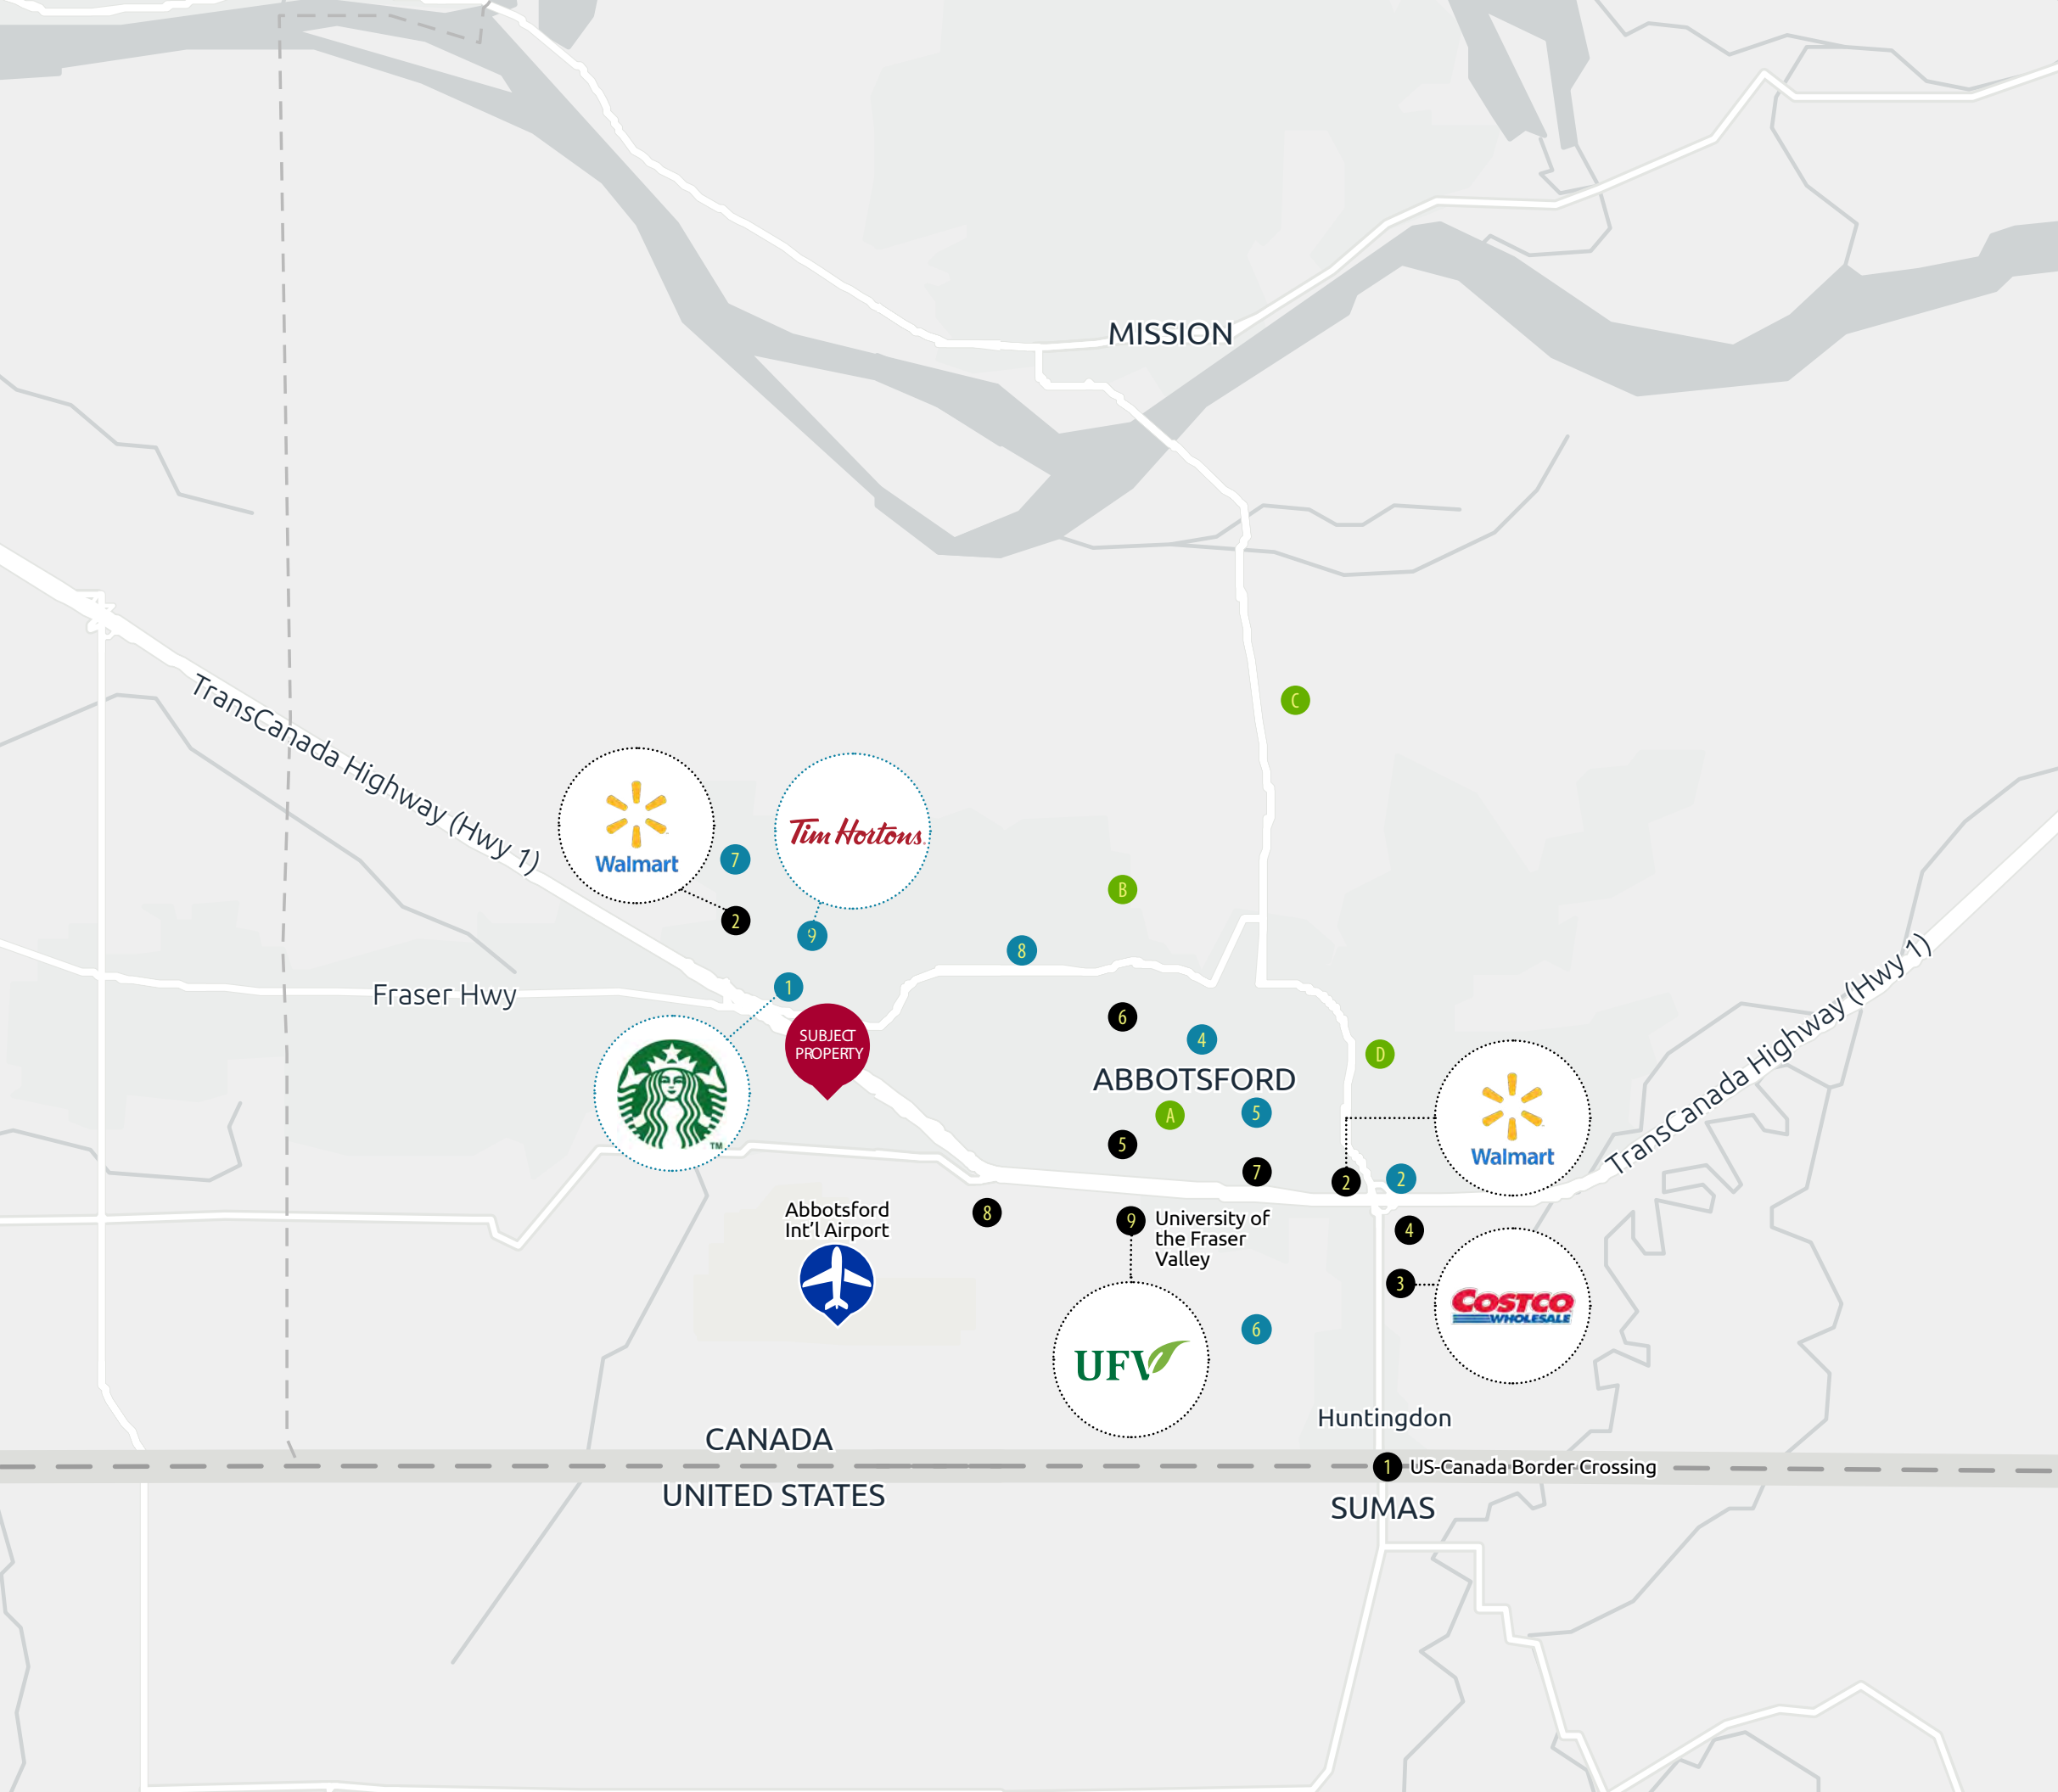 MISSION
C
TransCanada Highway (Hwy 1)
Walmart
7
Tim Hortons
2
9
B
8
1
Fraser Hwy
TransCanada Highway (Hwy 1)
6
4
SUBJECT
PROPERTY
D
ABBOTSFORD
A
5
5
TM
7
2
2
Walmart
Abbotsford
Int'l Airport
8
9
University of
the Fraser
Valley
4
3
COSTCO
WHOLESALE
6
UFV
Huntingdon
CANADA
1
US-Canada Border Crossing
UNITED STATES
SUMAS